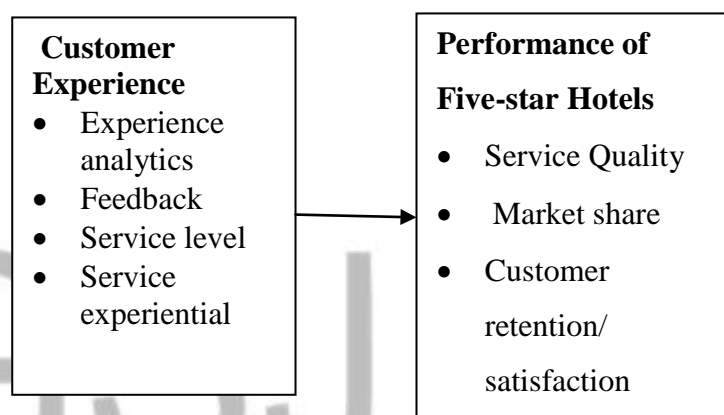 Customer
Experience
• Experience
analytics
• Feedback
• Service level
• Service
experiential
Performance of
Five-star Hotels
• Service Quality
• Market share
• Customer
retention/
satisfaction